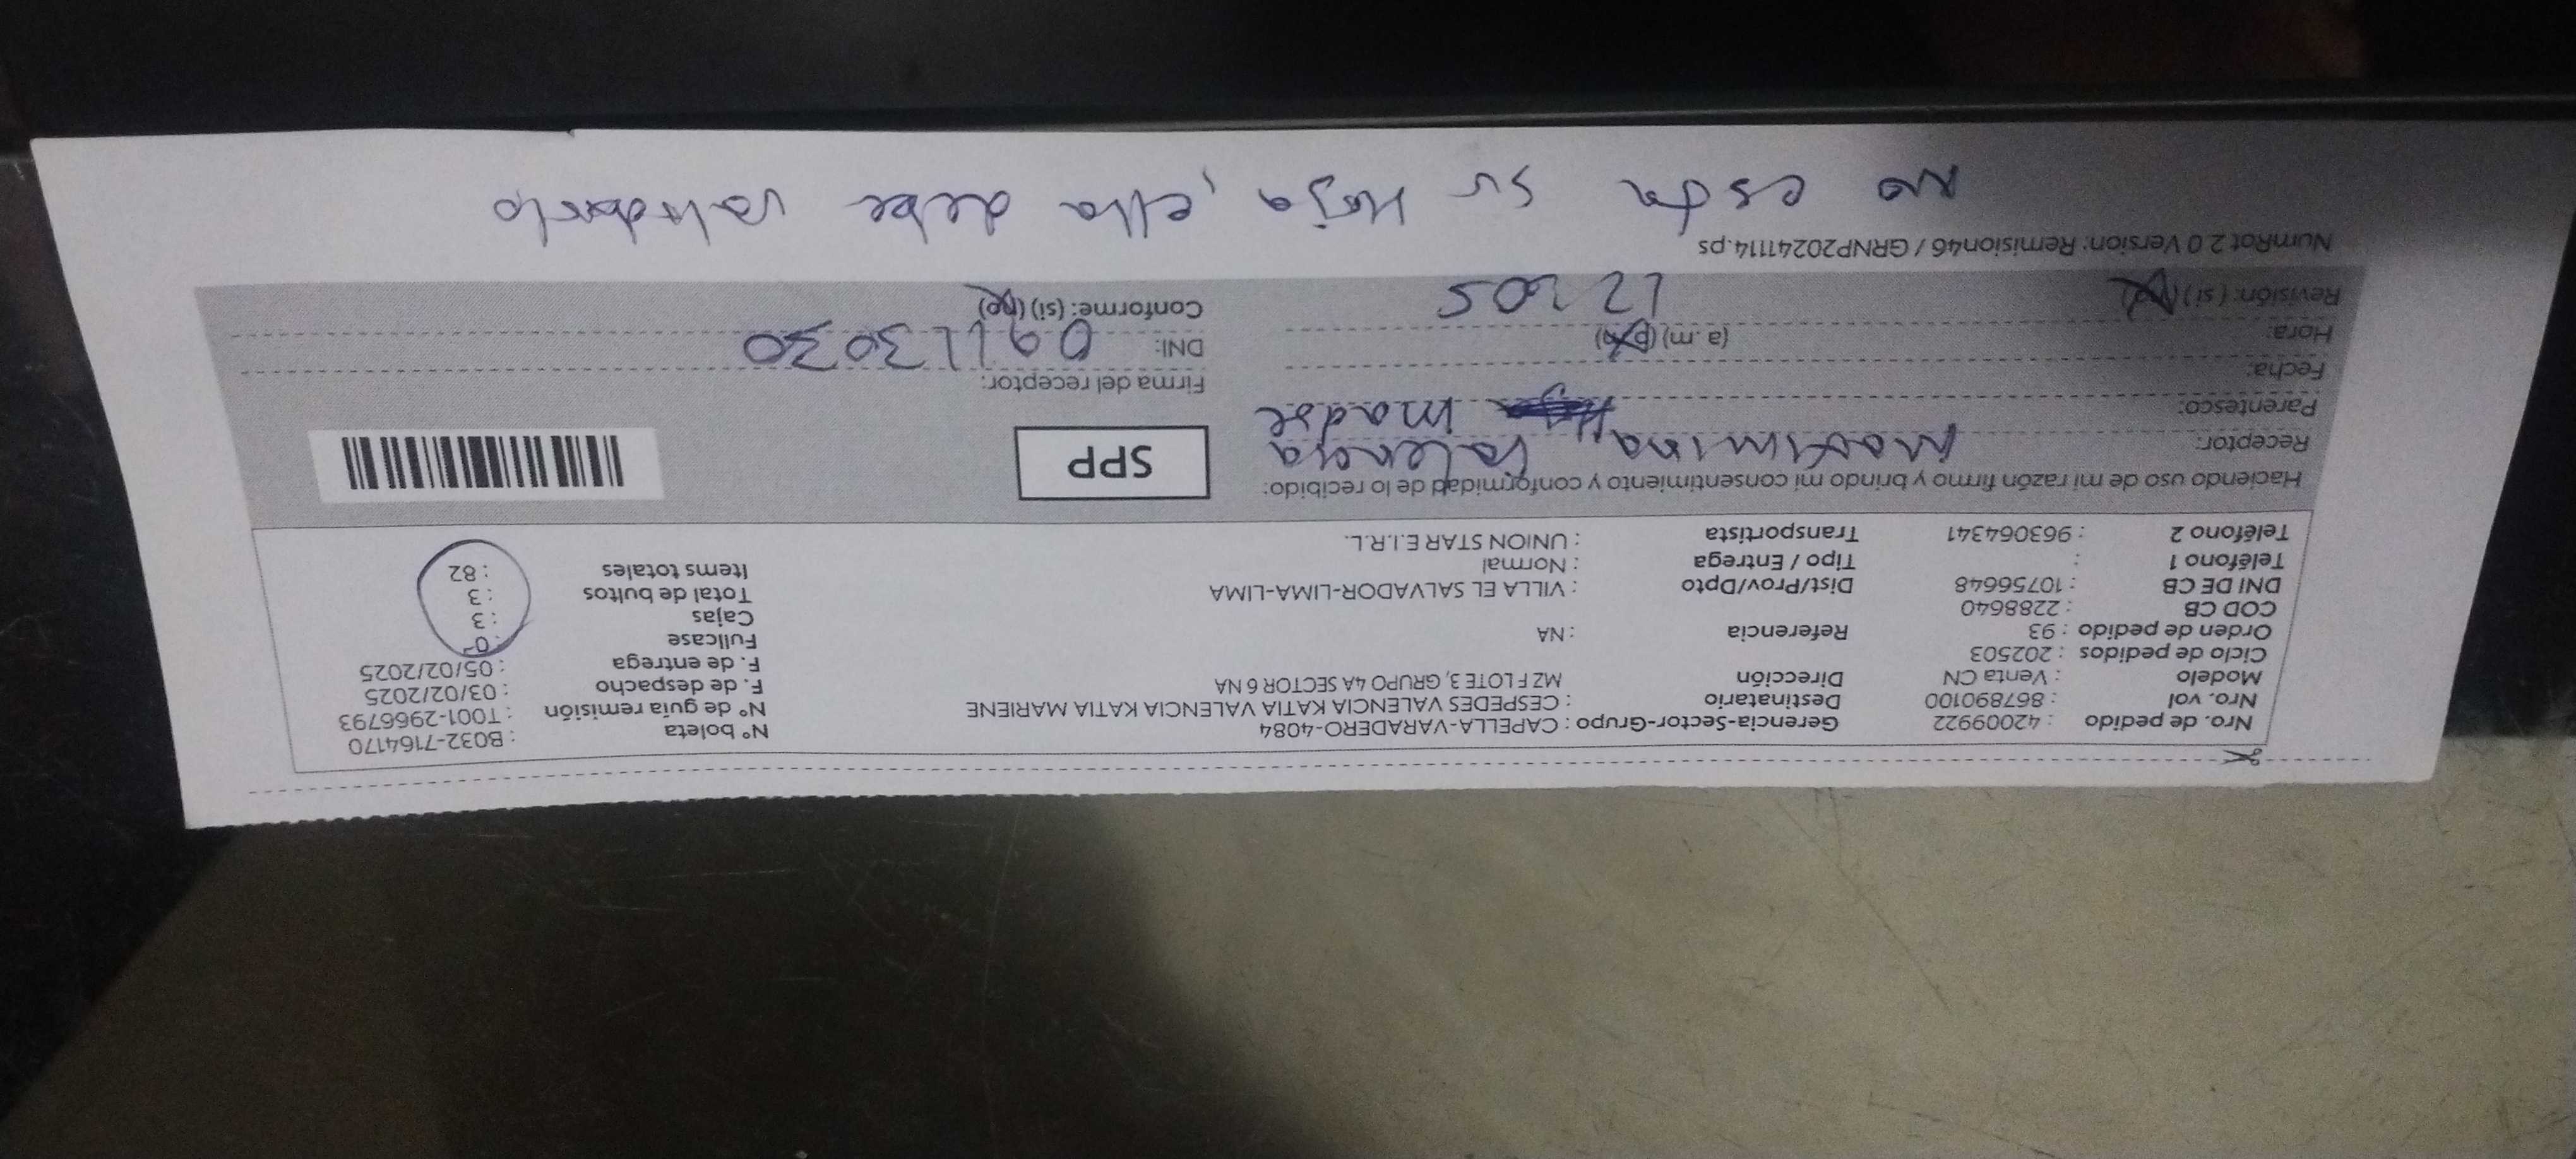 Nro. de pedido : 42009922 Gerencia-Sector-Grupo : CAPELLA-VARADERO-4084 N° boleta : B032-7164170
Nro. vol : 867890100 Destinatario : CESPEDES VALENCIA KATIA VALENCIA KATIA MARIENE N° de guia remisión : T001-2966793
Modelo : Venta CN Dirección MZ F LOTE 3, GRUPO 4A SECTOR 6 NA F. de despacho : 03/02/2025
Ciclo de pedidos : 202503 F. de entrega : 05/02/2025
Orden de pedido : 93 Referencia : NA Fullcase : 0
COD CB : 2288640 Cajas : 3
DNI DE CB : 10756648 Dist/Prov/Dpto : VILLA EL SALVADOR-LIMA-LIMA Total de bultos : 3
Teléfono 1 : Tipo / Entrega : Normal Items totales : 82
Teléfono 2 : 963064341 Transportista : UNION STAR E.I.R.L.
Haciendo uso de mi razón firmo y brindo mi consentimiento y conformidad de lo recibido:
Receptor: Maximina Valencia SPP
Parentesco: madre
Fecha: Firma del receptor:
Hora: (a.m) (p.m) DNI: 09113030
Revisión: (si) (no) 12 205 Conforme: (si) (no)
NumRot 2.0 Version: Remision46 / GRNP20241114.ps
No esta su Hija, ella debe validarlo